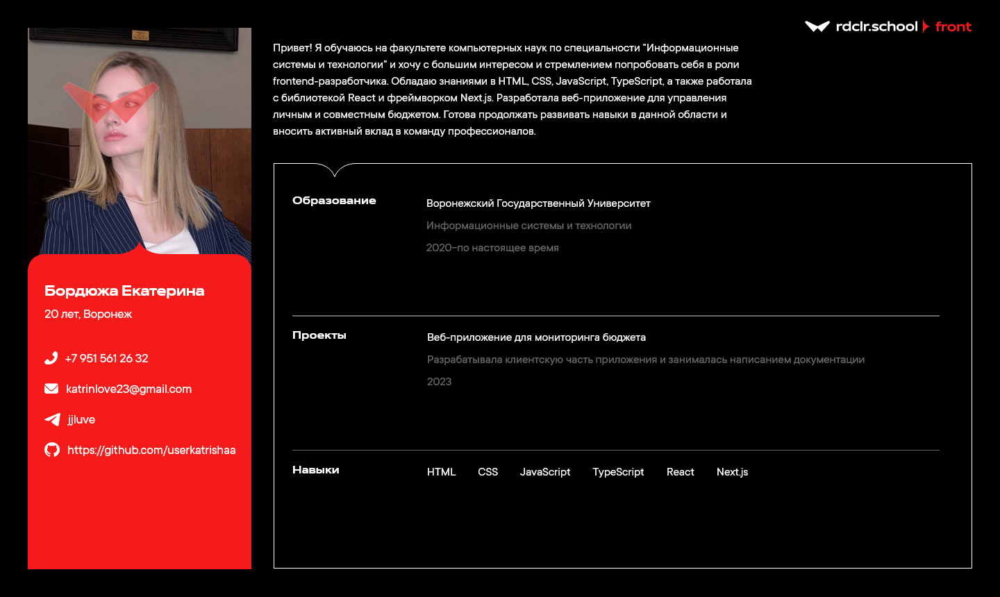 rdclr.school front
Привет! Я обучаюсь на факультете компьютерных наук по специальности "Информационные
системы и технологии" и хочу с большим интересом и стремлением попробовать себя в роли
frontend-разработчика. Обладаю знаниями в HTML, CSS, JavaScript, TypeScript, а также работала
с библиотекой React и фреймворком Next.js. Разработала веб-приложение для управления
личным и совместным бюджетом. Готова продолжать развивать навыки в данной области и
вносить активный вклад в команду профессионалов.
Бордюжа Екатерина
20 лет, Воронеж
+7 951 561 26 32
katrinlove23@gmail.com
jjluve
https://github.com/userkatrishaa
Образование
Воронежский Государственный Университет
Информационные системы и технологии
2020–по настоящее время
Проекты
Веб-приложение для мониторинга бюджета
Разрабатывала клиентскую часть приложения и занималась написанием документации
2023
Навыки
HTML CSS JavaScript TypeScript React Next.js